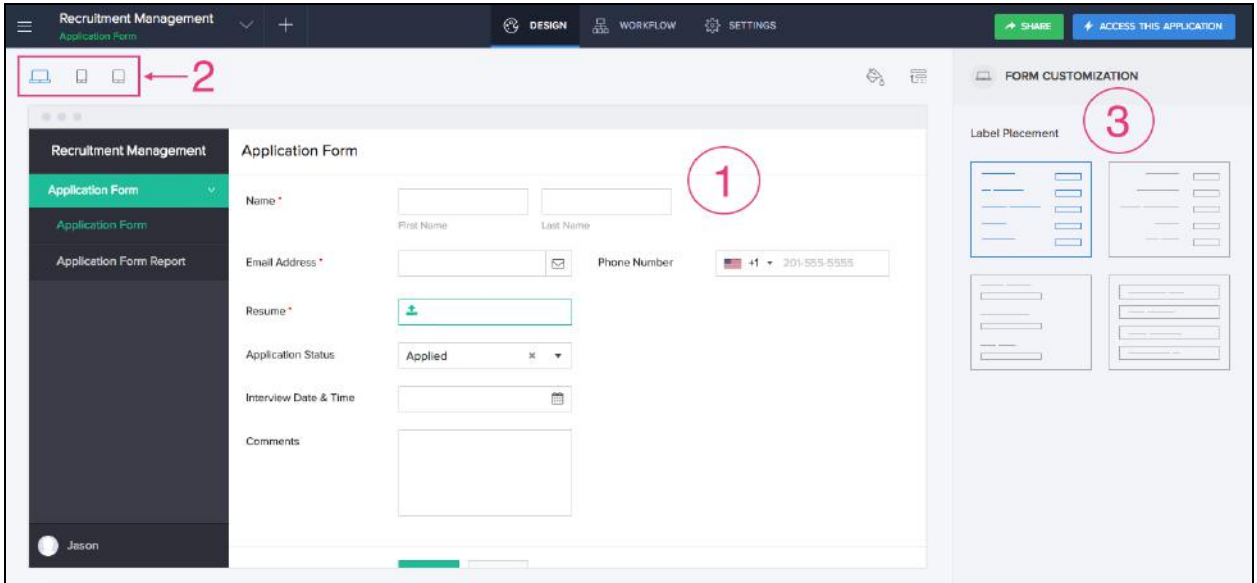 Recruitment Management
Application Form
DESIGN
WORKFLOW
SETTINGS
SHARE
ACCESS THIS APPLICATION
2
FORM CUSTOMIZATION
3
Label Placement
Recruitment Management
Application Form
Application Form
Application Form Report
Jason
Application Form
1
Name *
First Name
Last Name
Email Address *
Phone Number
+1
201-555-5555
Resume *
Application Status
Applied
Interview Date & Time
Comments